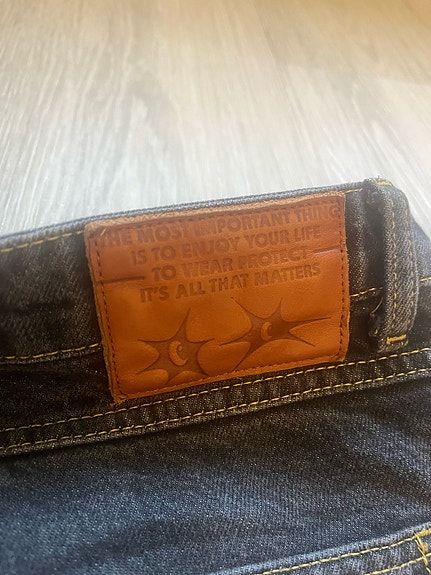 THE MOST IMPORTANT THING
IS TO ENJOY YOUR LIFE
TO WEAR PROTECT
IT'S ALL THAT MATTERS